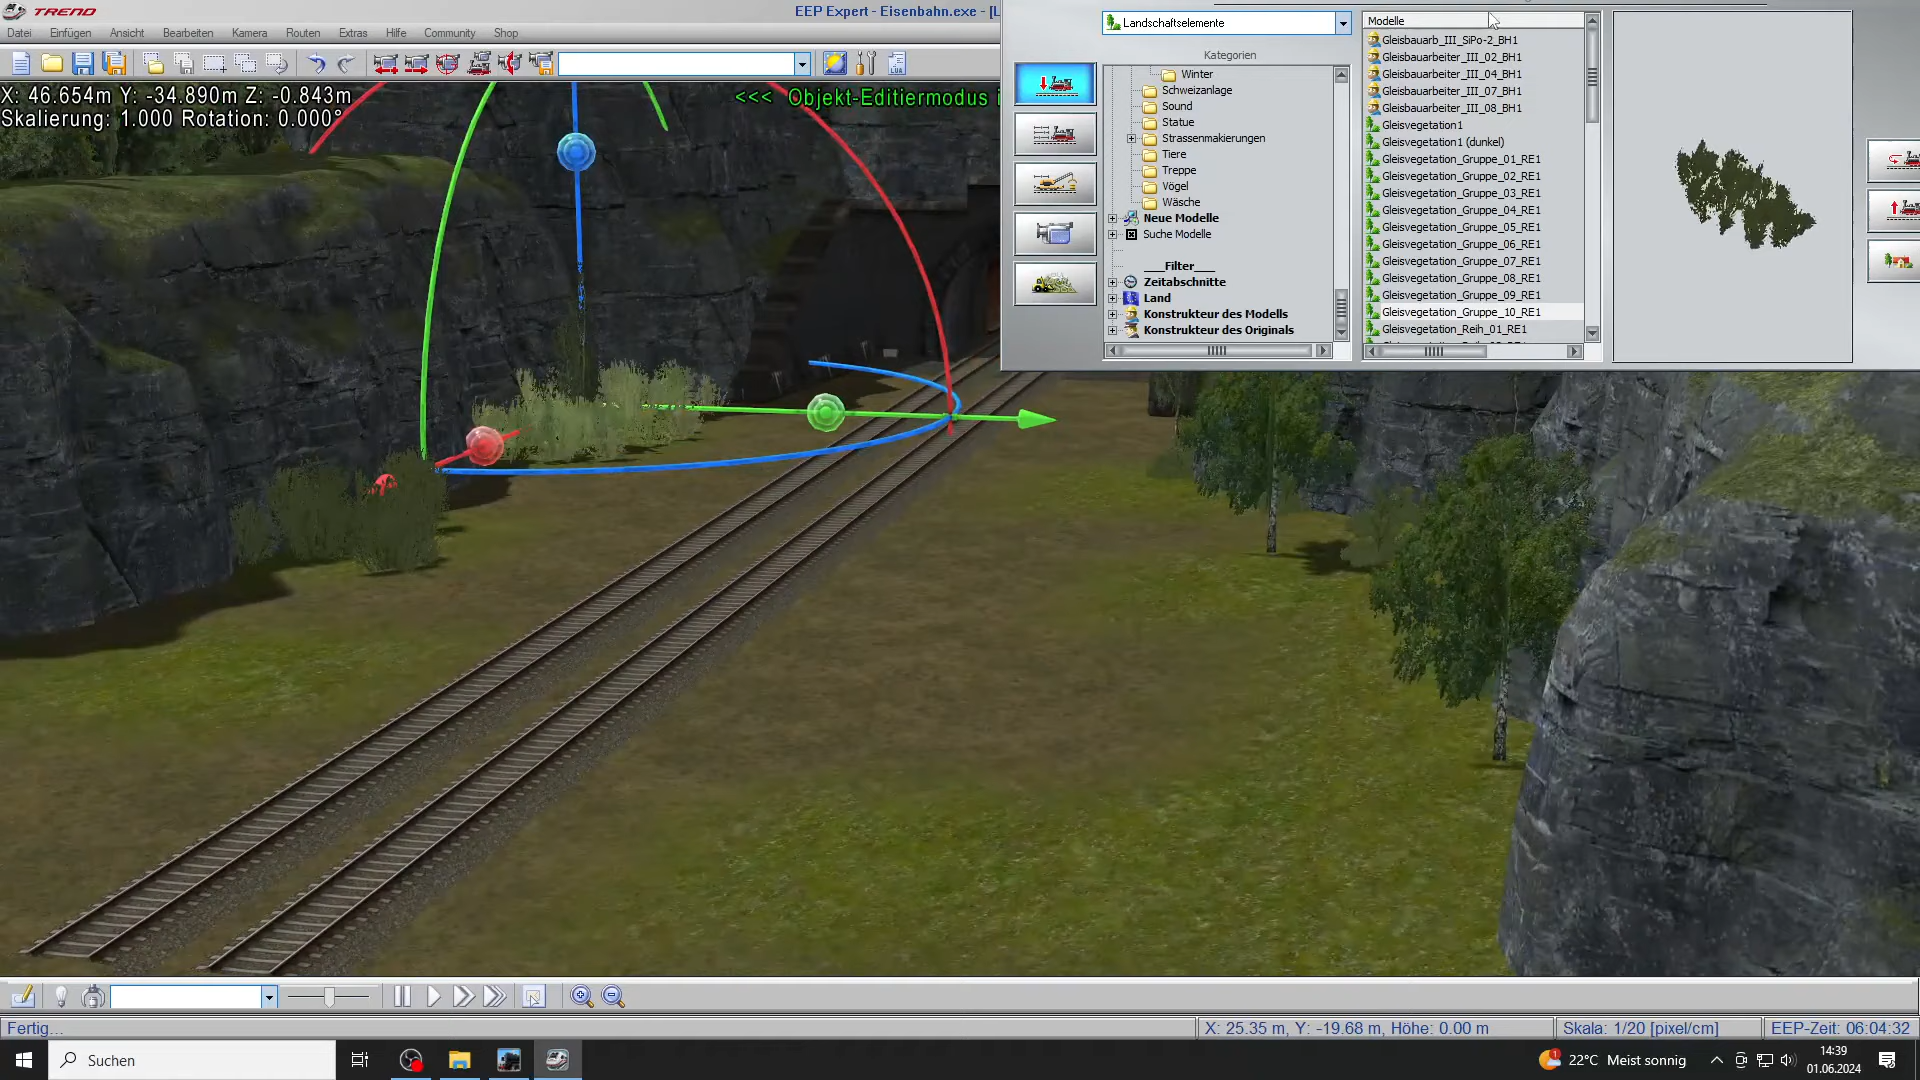 TREND
EEP Expert - Eisenbahn.exe - [L
Datei Einfügen Ansicht Bearbeiten Kamera Routen Extras Hilfe Community Shop
LUA
X: 46.654m Y: -34.890m Z: -0.843m
Skalierung: 1.000 Rotation: 0.000°
<<< Objekt-Editiermodus i
Landschaftselemente
Kategorien
Winter
Schweizanlage
Sound
Statue
Strassenmakierungen
Tiere
Treppe
Vögel
Wäsche
Neue Modelle
Suche Modelle
___Filter___
Zeitabschnitte
Land
Konstrukteur des Modells
Konstrukteur des Originals
Modelle
Gleisbauarb_III_SiPo-2_BH1
Gleisbauarbeiter_III_02_BH1
Gleisbauarbeiter_III_04_BH1
Gleisbauarbeiter_III_07_BH1
Gleisbauarbeiter_III_08_BH1
Gleisvegetation1
Gleisvegetation1 (dunkel)
Gleisvegetation_Gruppe_01_RE1
Gleisvegetation_Gruppe_02_RE1
Gleisvegetation_Gruppe_03_RE1
Gleisvegetation_Gruppe_04_RE1
Gleisvegetation_Gruppe_05_RE1
Gleisvegetation_Gruppe_06_RE1
Gleisvegetation_Gruppe_07_RE1
Gleisvegetation_Gruppe_08_RE1
Gleisvegetation_Gruppe_09_RE1
Gleisvegetation_Gruppe_10_RE1
Gleisvegetation_Reih_01_RE1
Fertig...
X: 25.35 m, Y: -19.68 m, Höhe: 0.00 m
Skala: 1/20 [pixel/cm]
EEP-Zeit: 06:04:32
Suchen
22°C Meist sonnig
14:39
01.06.2024